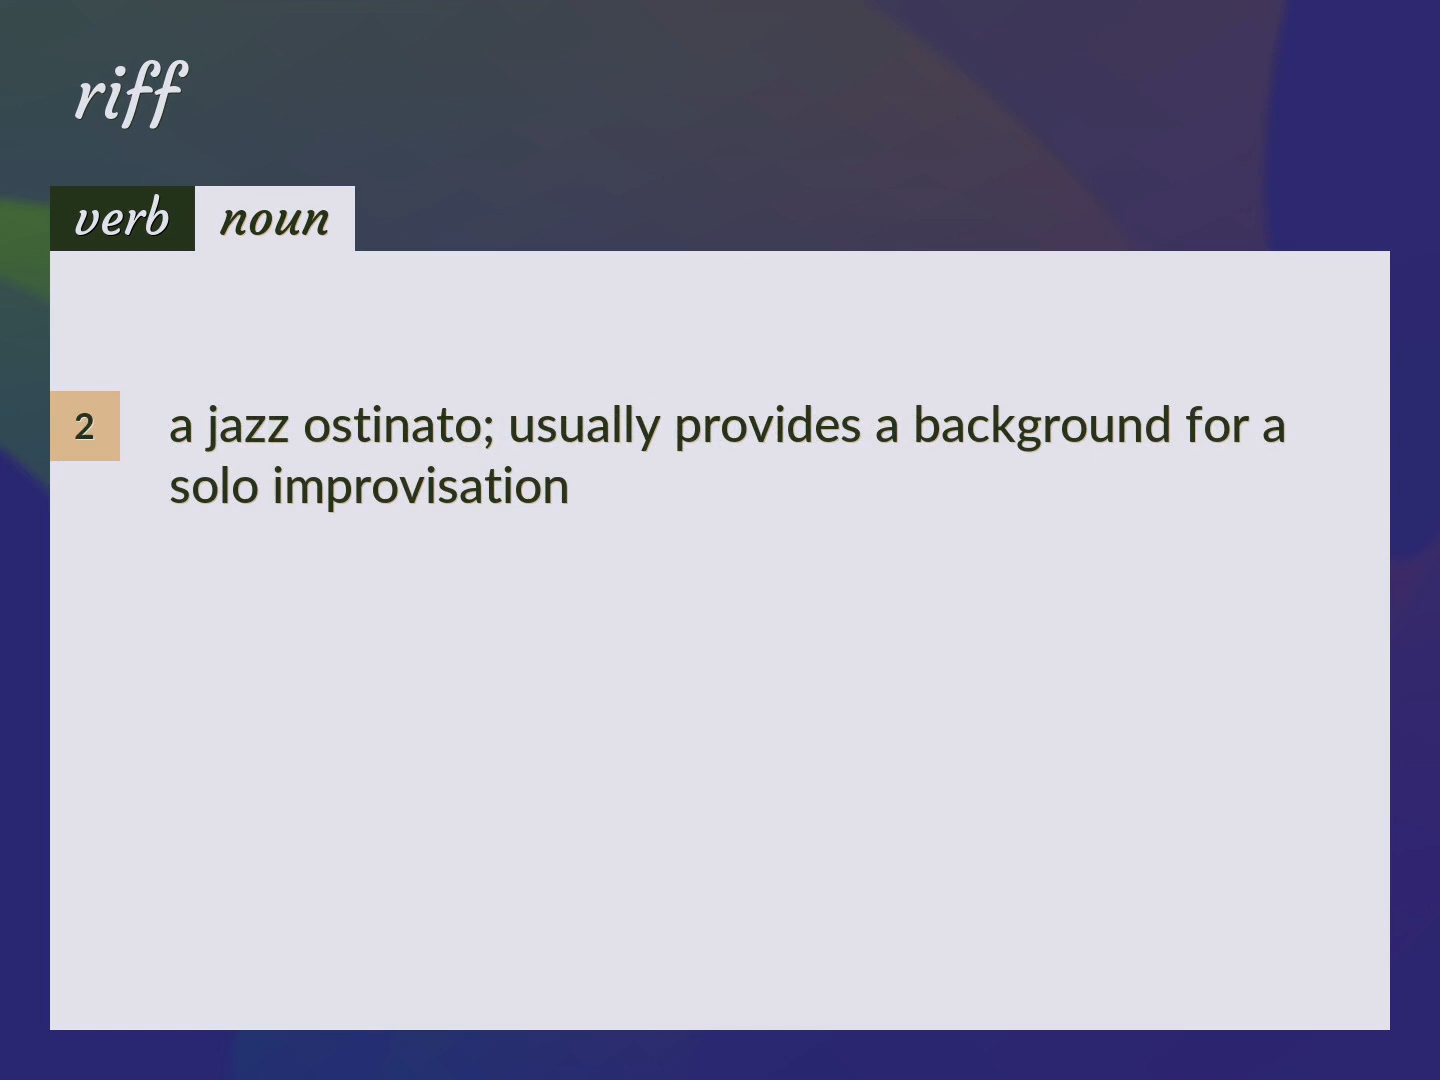 riff
verb noun
2 a jazz ostinato; usually provides a background for a
solo improvisation